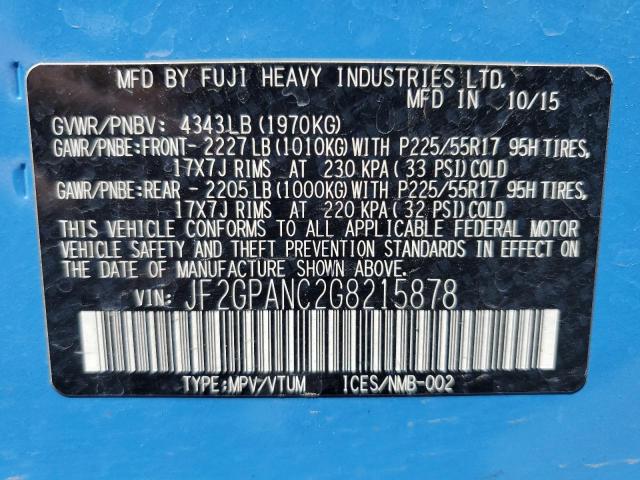 MFD BY FUJI HEAVY INDUSTRIES LTD.
MFD IN 10/15
GVWR/PNBV: 4343LB (1970KG)
GAWR/PNBE:FRONT- 2227 LB (1010KG) WITH P225/55R17 95H TIRES,
17X7J RIMS AT 230 KPA (33 PSI) COLD
GAWR/PNBE:REAR - 2205 LB (1000KG) WITH P225/55R17 95H TIRES,
17X7J RIMS AT 220 KPA (32 PSI) COLD
THIS VEHICLE CONFORMS TO ALL APPLICABLE FEDERAL MOTOR
VEHICLE SAFETY AND THEFT PREVENTION STANDARDS IN EFFECT
ON THE DATE OF MANUFACTURE SHOWN ABOVE.
VIN: JF2GPANC2G8215878
TYPE:MPV/VTUM ICES/NMB-002